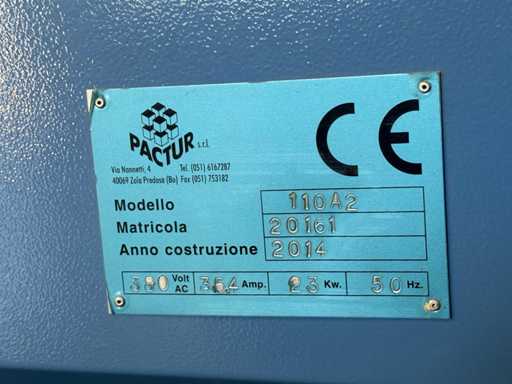 PACTUR s.r.l.
Via Nannetti, 4 Tel. (051) 6167287
40069 Zola Predosa (Bo) Fax (051) 753182
CE
Modello 110A2
Matricola 20161
Anno costruzione 2014
380 Volt AC Amp. 23 Kw. 50 Hz.